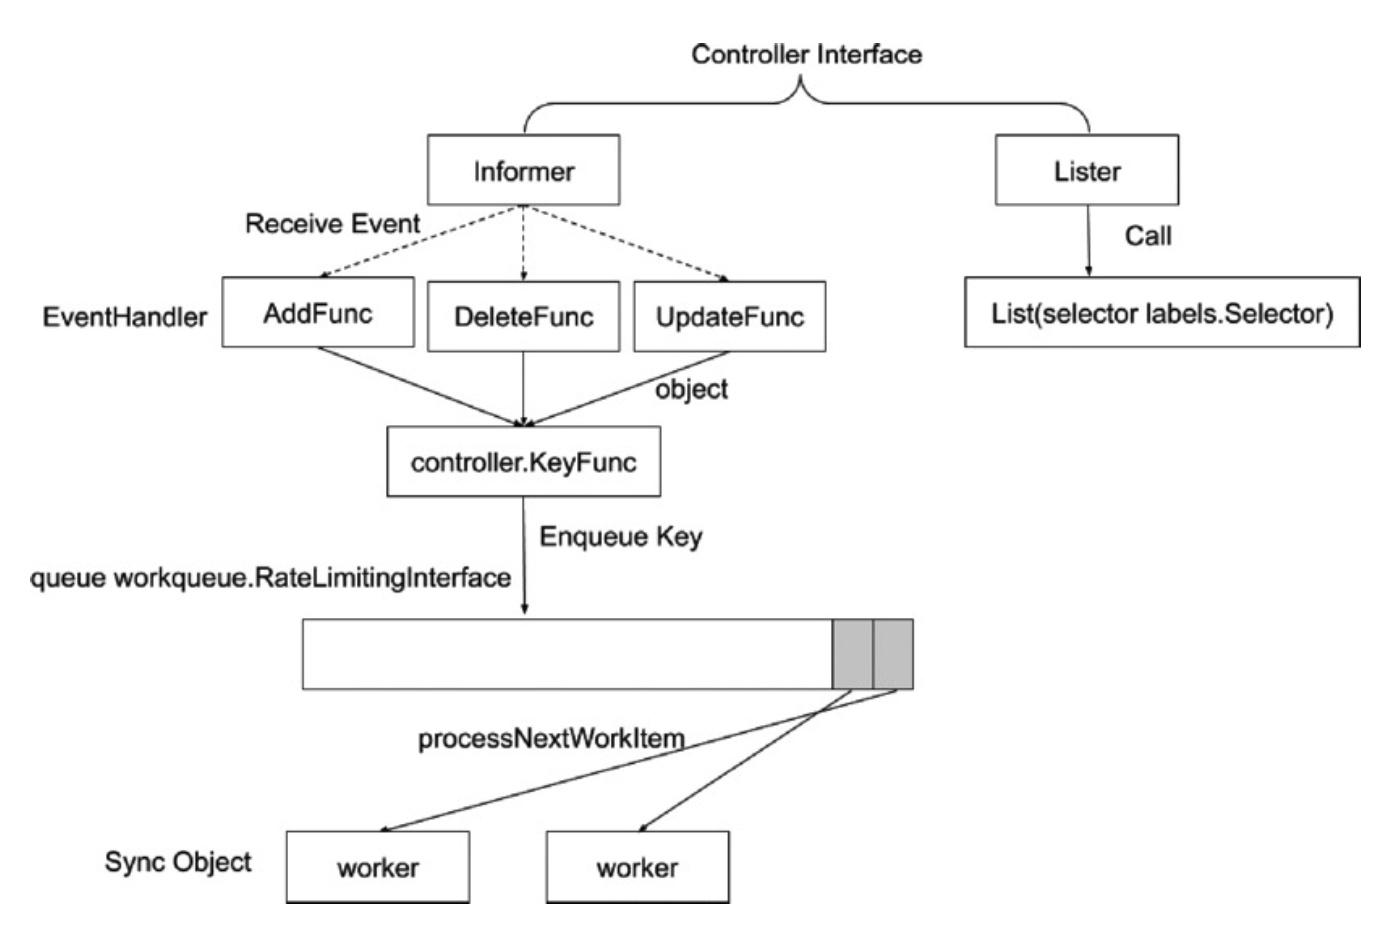 Controller Interface
Informer
Lister
Receive Event
Call
EventHandler
AddFunc
DeleteFunc
UpdateFunc
List(selector labels.Selector)
object
controller.KeyFunc
Enqueue Key
queue workqueue.RateLimitingInterface
processNextWorkItem
Sync Object
worker
worker